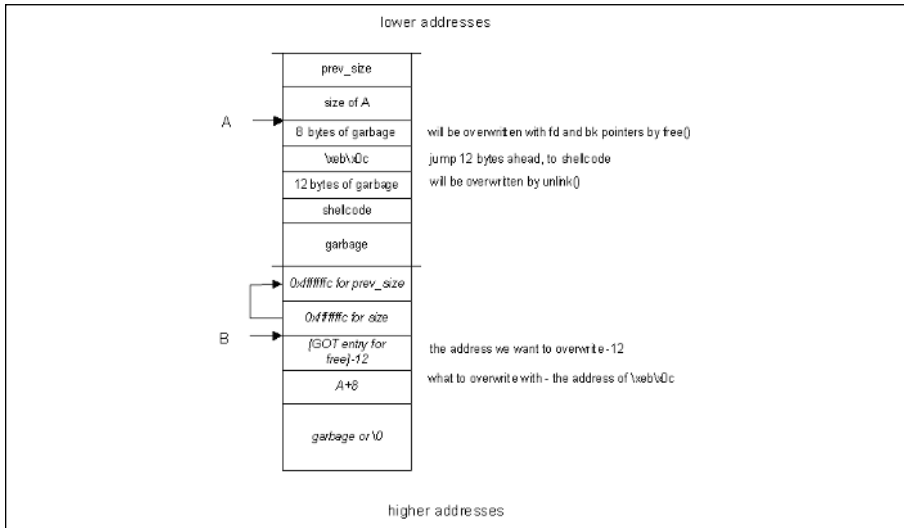 lower addresses
prev_size
size of A
A
8 bytes of garbage
will be overwritten with fd and bk pointers by free()
\xeb\x0c
jump 12 bytes ahead, to shellcode
12 bytes of garbage
will be overwritten by unlink()
shellcode
garbage
0xfffffffc for prev_size
0xfffffffc for size
B
[GOT entry for
free]-12
the address we want to overwrite -12
A+8
what to overwrite with - the address of \xeb\x0c
garbage or \0
higher addresses